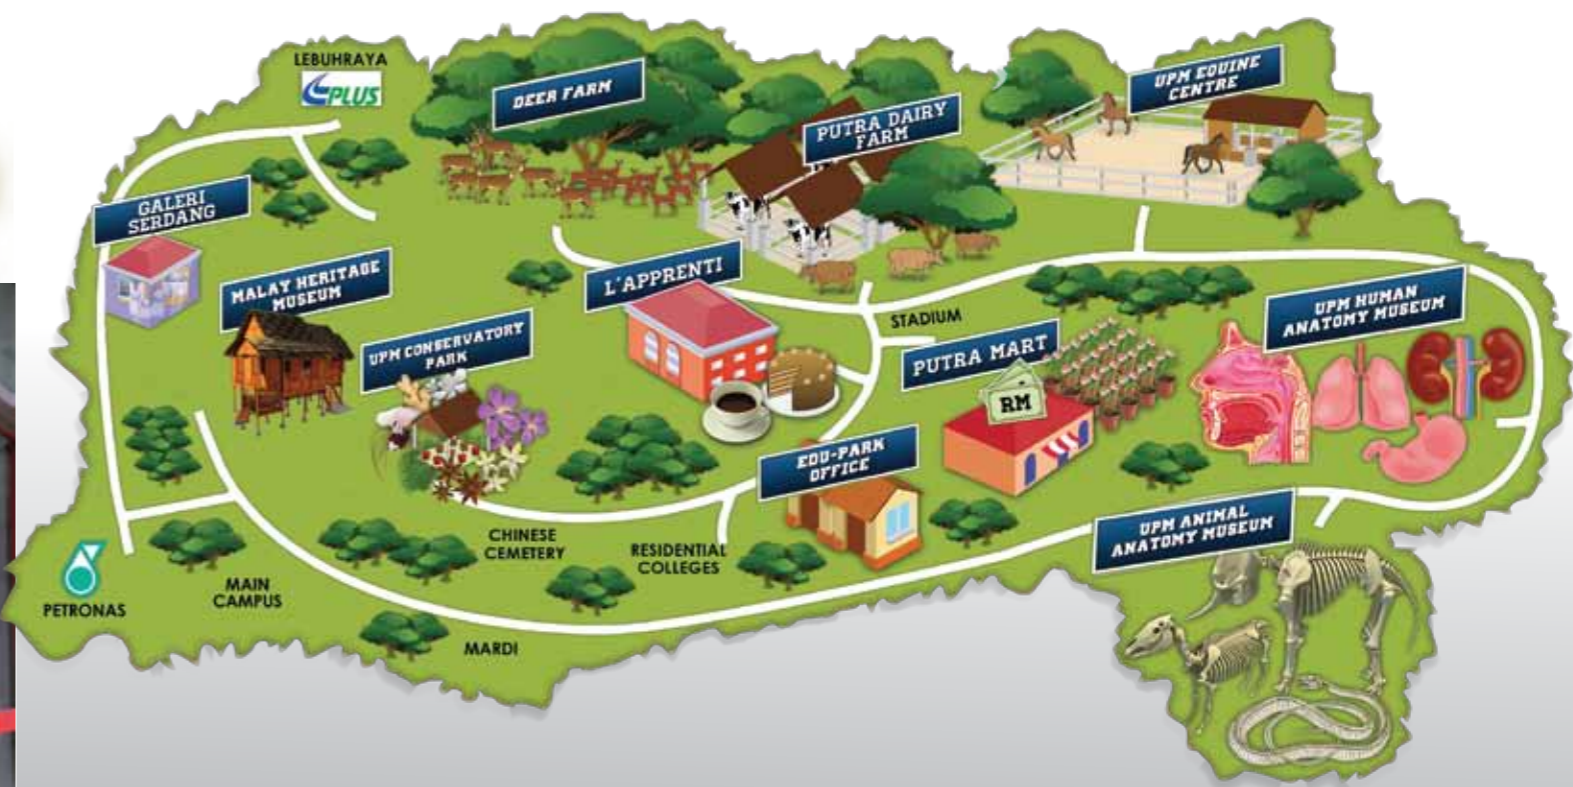 LEBUHRAYA
PLUS
DEER FARM
PUTRA DAIRY
FARM
UPM EQUINE
CENTRE
GALERI
SERDANG
MALAY HERITAGE
MUSEUM
UPM CONSERVATORY
PARK
L'APPRENTI
STADIUM
PUTRA MART
RM
UPM HUMAN
ANATOMY MUSEUM
EDU-PARK
OFFICE
UPM ANIMAL
ANATOMY MUSEUM
CHINESE
CEMETERY
RESIDENTIAL
COLLEGES
PETRONAS
MAIN
CAMPUS
MARDI